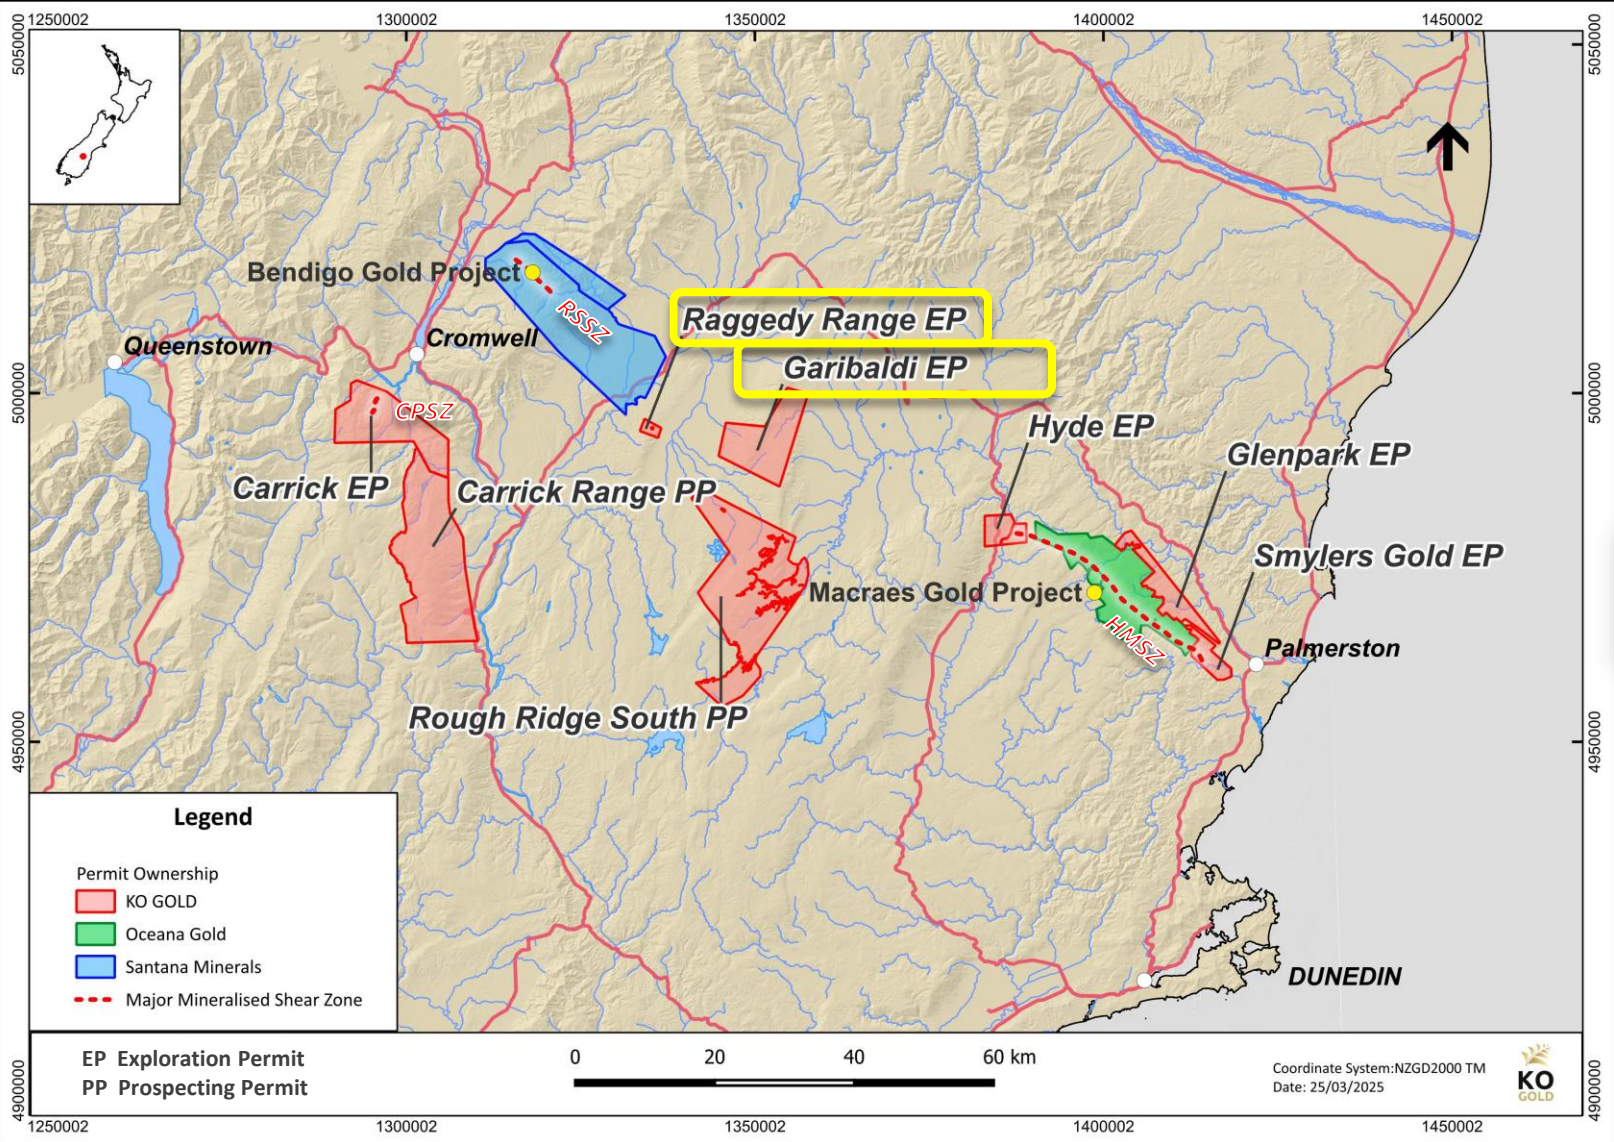 1250002
1300002
1350002
1400002
1450002
5050000
5050000
Bendigo Gold Project
RSSZ
Raggedy Range EP
Queenstown
Cromwell
Garibaldi EP
5000000
5000000
CPSZ
Hyde EP
Glenpark EP
Carrick EP
Carrick Range PP
Smylers Gold EP
Macraes Gold Project
HMSZ
Palmerston
Rough Ridge South PP
4950000
4950000
Legend
Permit Ownership
KO GOLD
Oceana Gold
Santana Minerals
Major Mineralised Shear Zone
DUNEDIN
EP Exploration Permit
PP Prospecting Permit
0 20 40 60 km
Coordinate System:NZGD2000 TM
Date: 25/03/2025
KO
GOLD
4900000
4900000
1250002
1300002
1350002
1400002
1450002